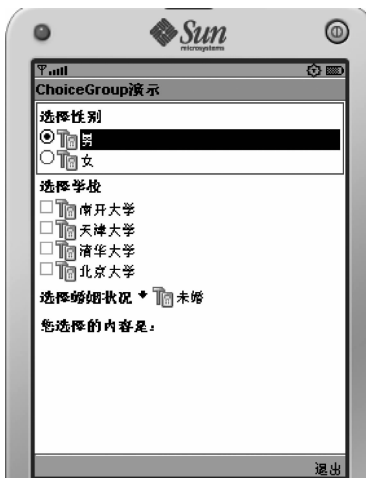 Sun
microsystems
ChoiceGroup演示
选择性别
男
女
选择学校
南开大学
天津大学
清华大学
北京大学
选择婚姻状况 未婚
您选择的内容是：
退出